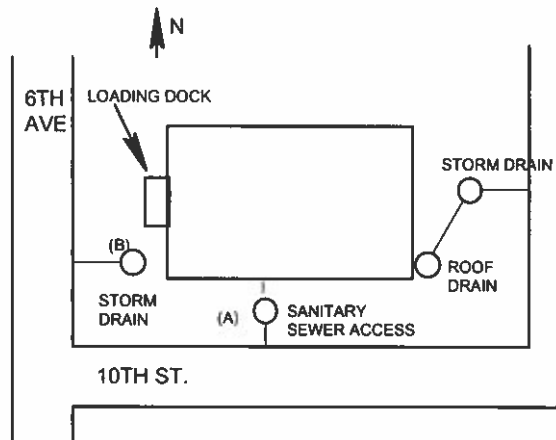 N
6TH
AVE
LOADING DOCK
STORM DRAIN
(B)
STORM
DRAIN
ROOF
DRAIN
(A)
SANITARY
SEWER ACCESS
10TH ST.